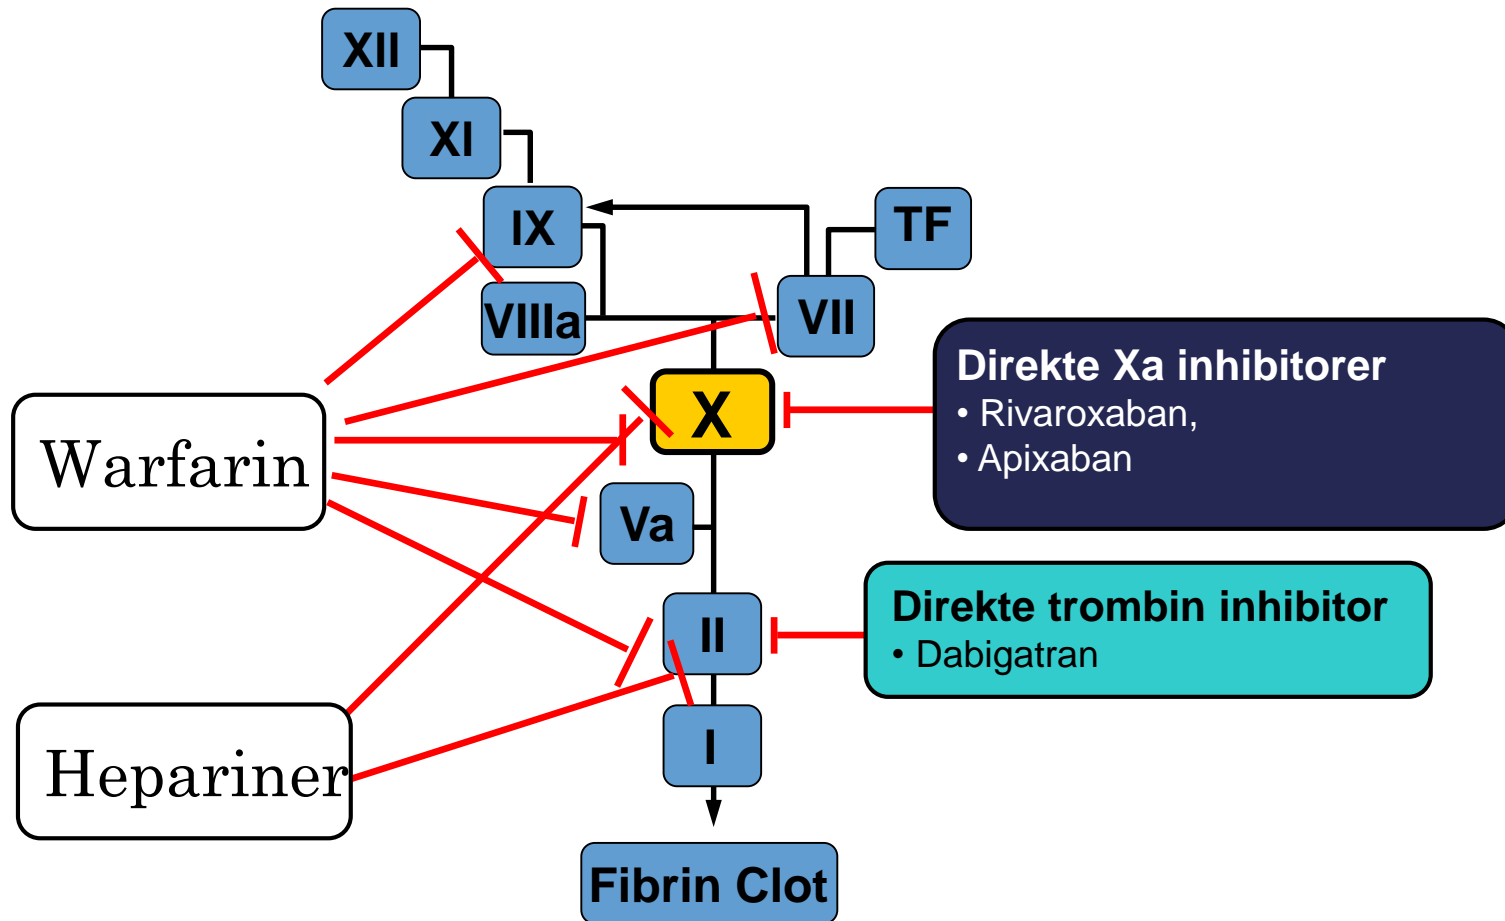 XII
XI
IX
TF
VIIIa
VII
X
Va
II
I
Fibrin Clot
Warfarin
Hepariner
Direkte Xa inhibitorer
• Rivaroxaban,
• Apixaban
Direkte trombin inhibitor
• Dabigatran